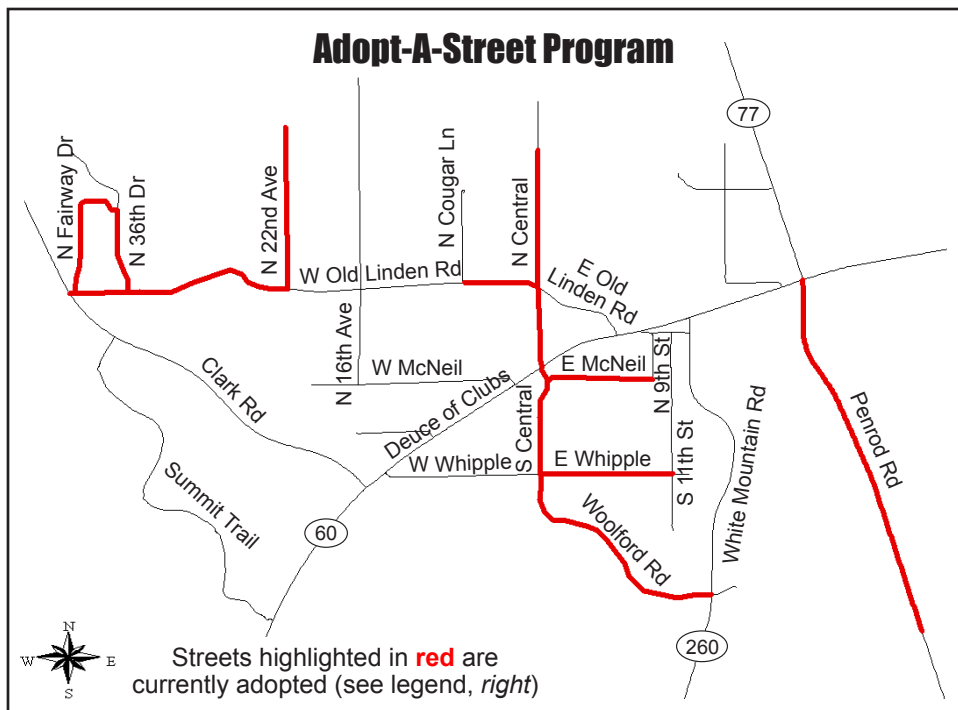 Adopt-A-Street Program
77
N Fairway Dr
N 36th Dr
N 22nd Ave
N Cougar Ln
N Central
W Old Linden Rd
E Old
Linden Rd
N 16th Ave
W McNeil
E McNeil
N 9th St
Clark Rd
Deuce of Clubs
S Central
Penrod Rd
W Whipple
E Whipple
S 11th St
White Mountain Rd
Summit Trail
Woolford Rd
60
260
N
W E
S
Streets highlighted in red are
currently adopted (see legend, right)